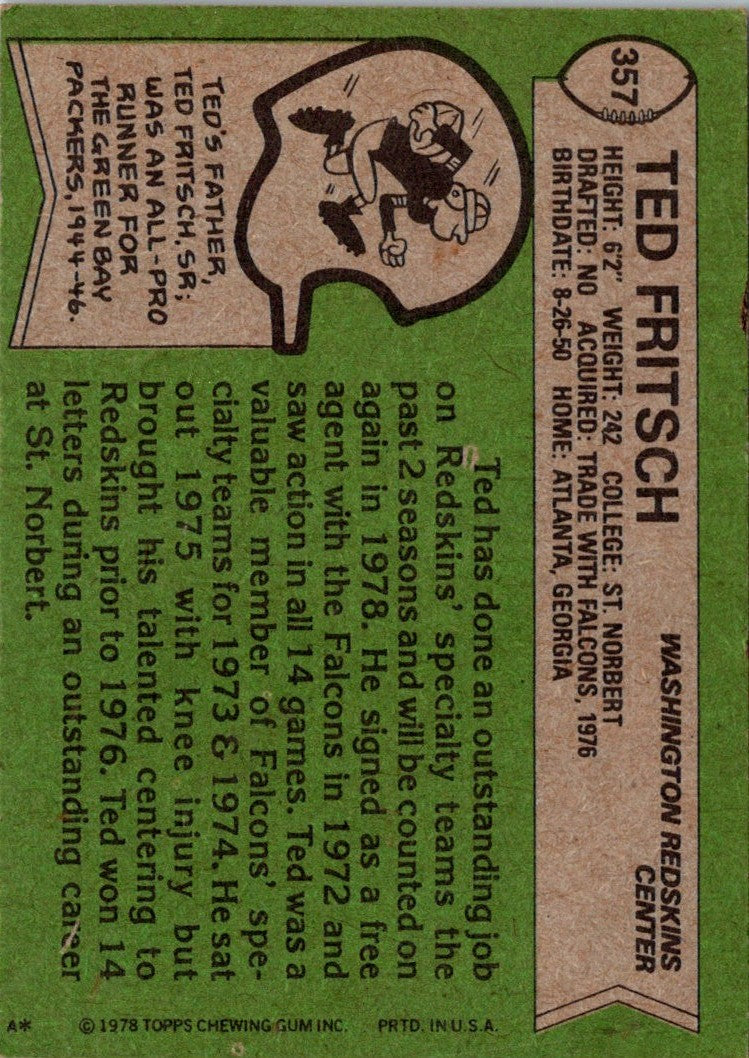 357
TED FRITSCH
WASHINGTON REDSKINS
CENTER
HEIGHT: 6'2" WEIGHT: 242 COLLEGE: ST. NORBERT
DRAFTED: NO ACQUIRED: TRADE WITH FALCONS, 1976
BIRTHDATE: 8-26-50 HOME: ATLANTA, GEORGIA
TED'S FATHER,
TED FRITSCH, SR;
WAS AN ALL-PRO
RUNNER FOR
THE GREEN BAY
PACKERS, 1944-46.
Ted has done an outstanding job
on Redskins' specialty teams the
past 2 seasons and will be counted on
again in 1978. He signed as a free
agent with the Falcons in 1972 and
saw action in all 14 games. Ted was a
valuable member of Falcons' spe-
cialty teams for 1973 & 1974. He sat
out 1975 with knee injury but
brought his talented centering to
Redskins prior to 1976. Ted won 14
letters during an outstanding career
at St. Norbert.
A* © 1978 TOPPS CHEWING GUM INC. PRTD. IN U.S.A.